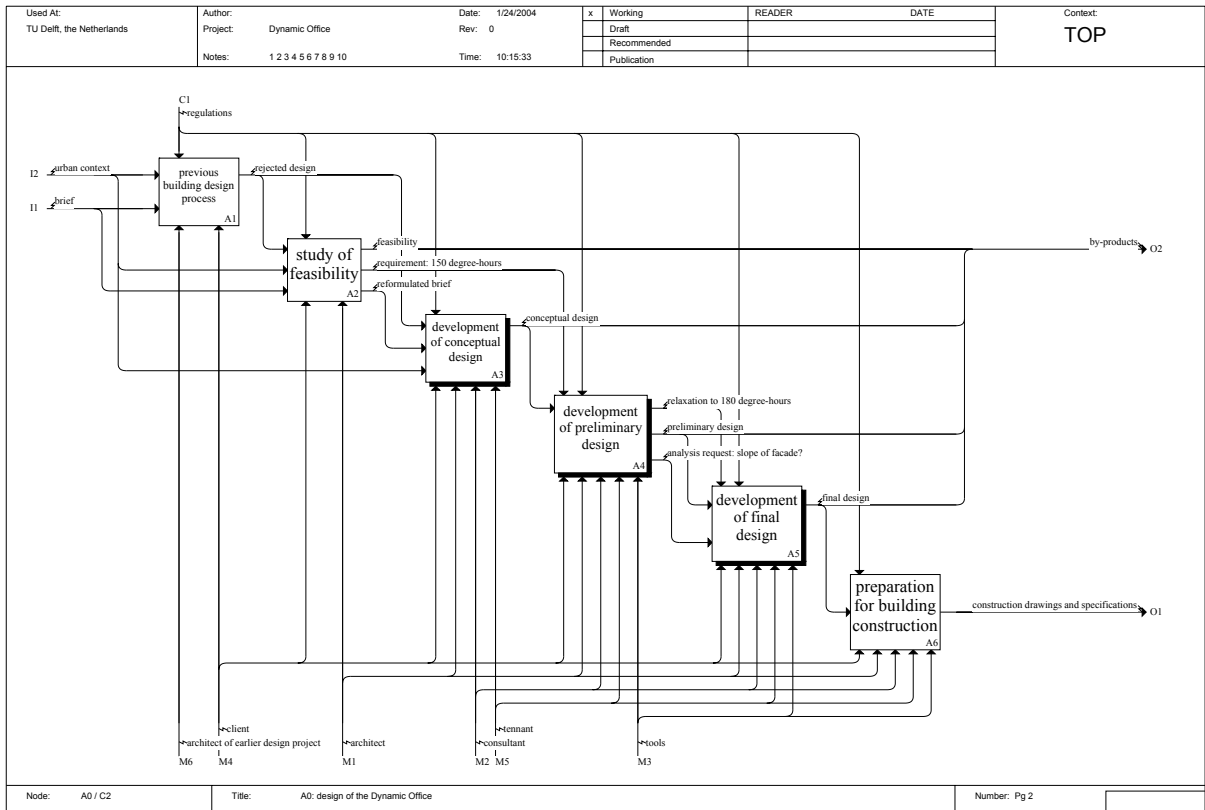 Used At:
TU Delft, the Netherlands
Author:
Project: Dynamic Office
Notes: 1 2 3 4 5 6 7 8 9 10
Date: 1/24/2004
Rev: 0
Time: 10:15:33
x Working
Draft
Recommended
Publication
READER DATE
Context:
TOP
C1
regulations
I2 urban context
I1 brief
previous
building design
process
A1
rejected design
study of
feasibility
A2
feasibility
requirement: 150 degree-hours
reformulated brief
by-products
O2
development
of conceptual
design
A3
conceptual design
development
of preliminary
design
A4
relaxation to 180 degree-hours
preliminary design
analysis request: slope of facade?
development
of final
design
A5
final design
preparation
for building
construction
A6
construction drawings and specifications
O1
client
architect of earlier design project
architect
tennant
consultant
tools
M6 M4 M1 M2 M5 M3
Node: A0 / C2
Title: A0: design of the Dynamic Office
Number: Pg 2